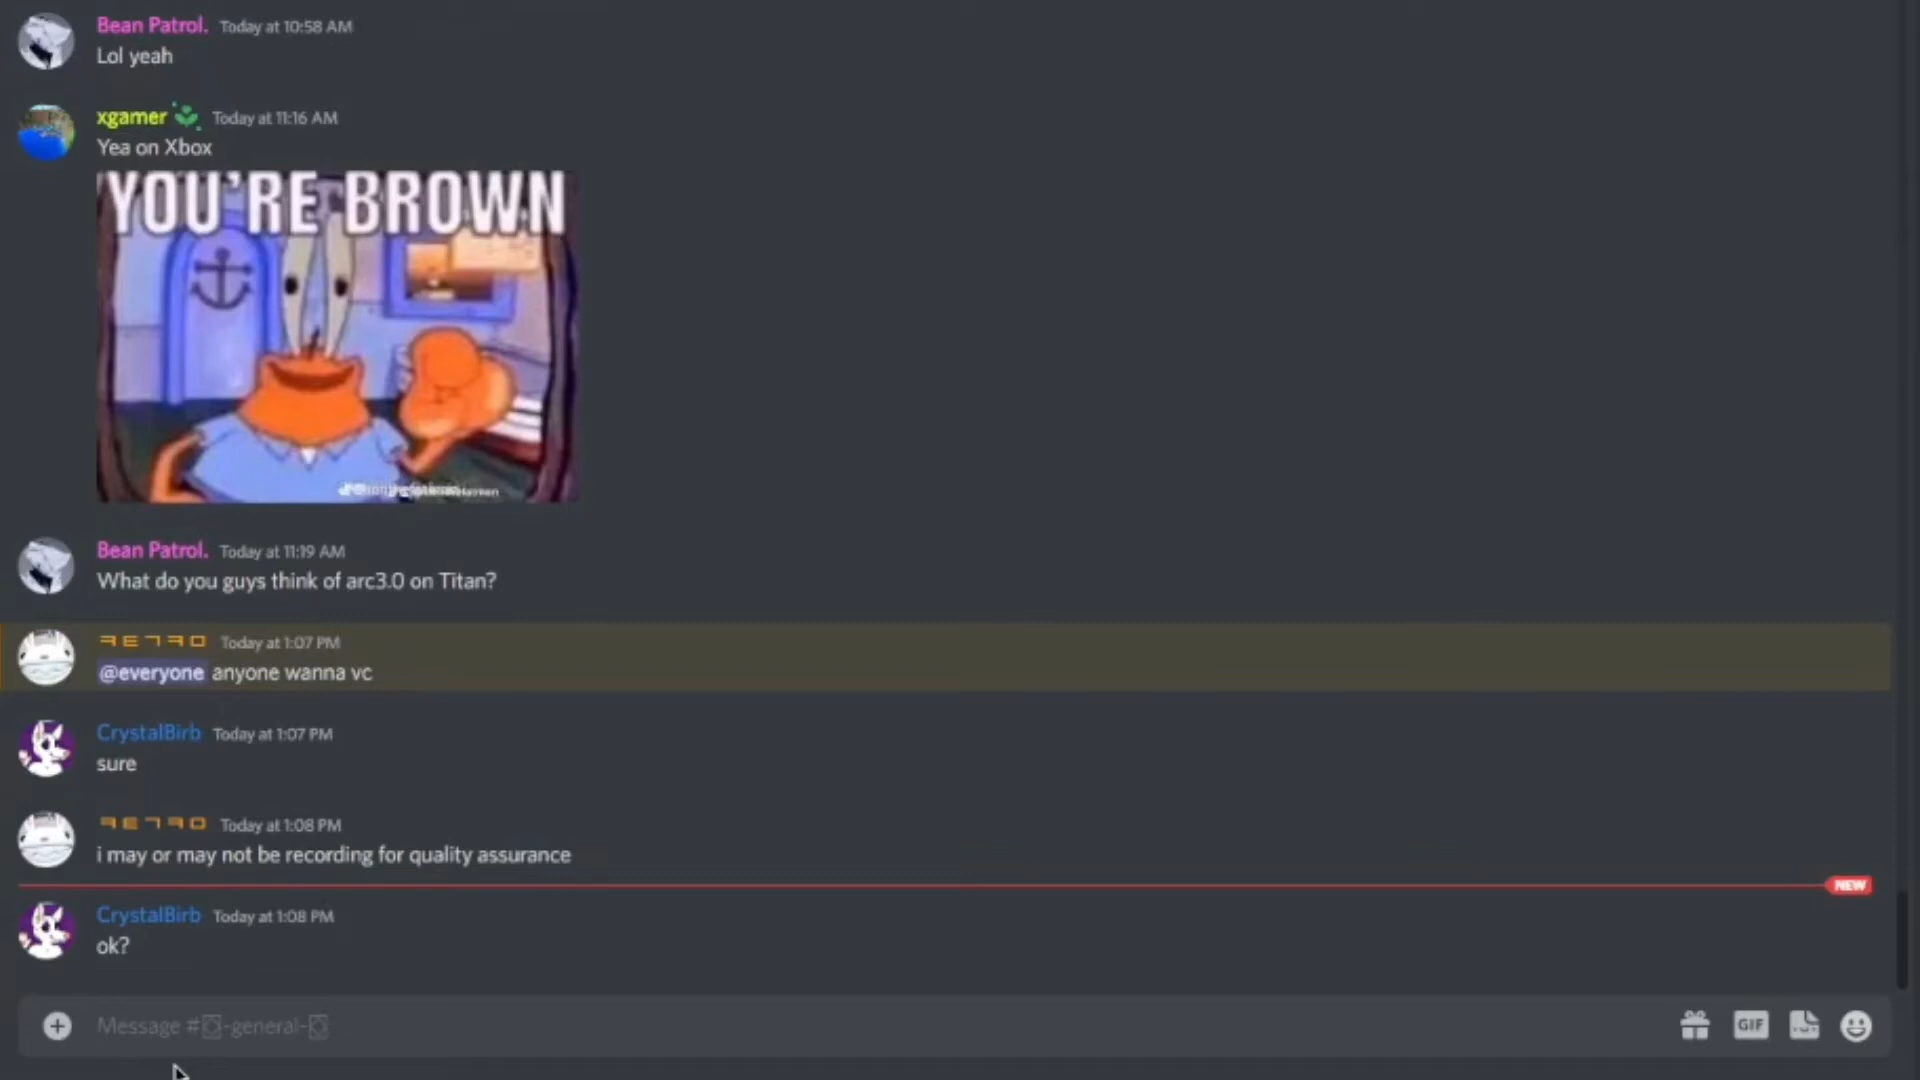 Bean Patrol. Today at 10:58 AM
Lol yeah
xgamer Today at 11:16 AM
Yea on Xbox
YOU'RE BROWN
Bean Patrol. Today at 11:19 AM
What do you guys think of arc3.0 on Titan?
ㅋㅌㄱㅋㅁ Today at 1:07 PM
@everyone anyone wanna vc
CrystalBirb Today at 1:07 PM
sure
ㅋㅌㄱㅋㅁ Today at 1:08 PM
i may or may not be recording for quality assurance
NEW
CrystalBirb Today at 1:08 PM
ok?
Message #-general-
GIF